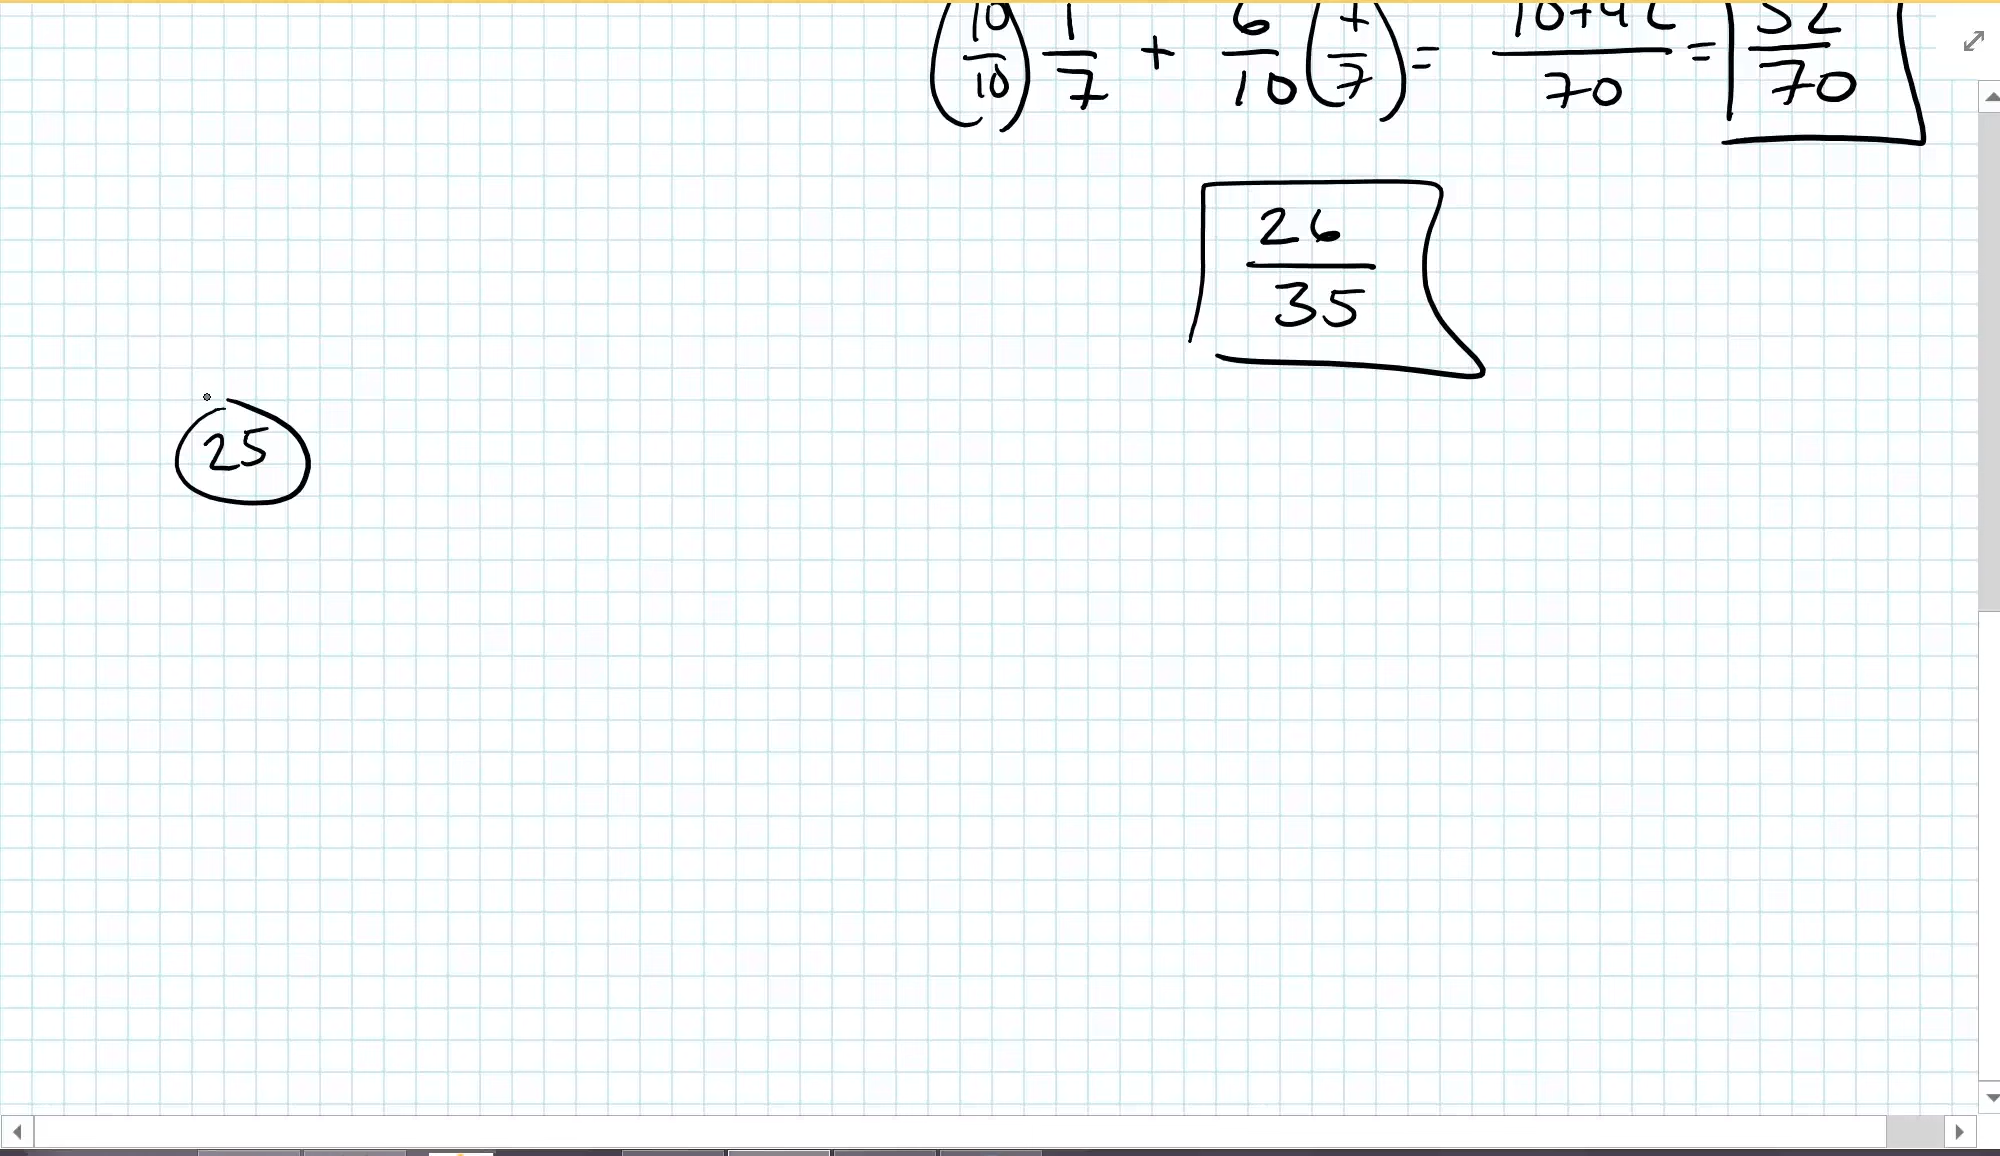 (10/10) 1/7 + 6/10 (7/7) = 10+42/70 = 52/70
26/35
25